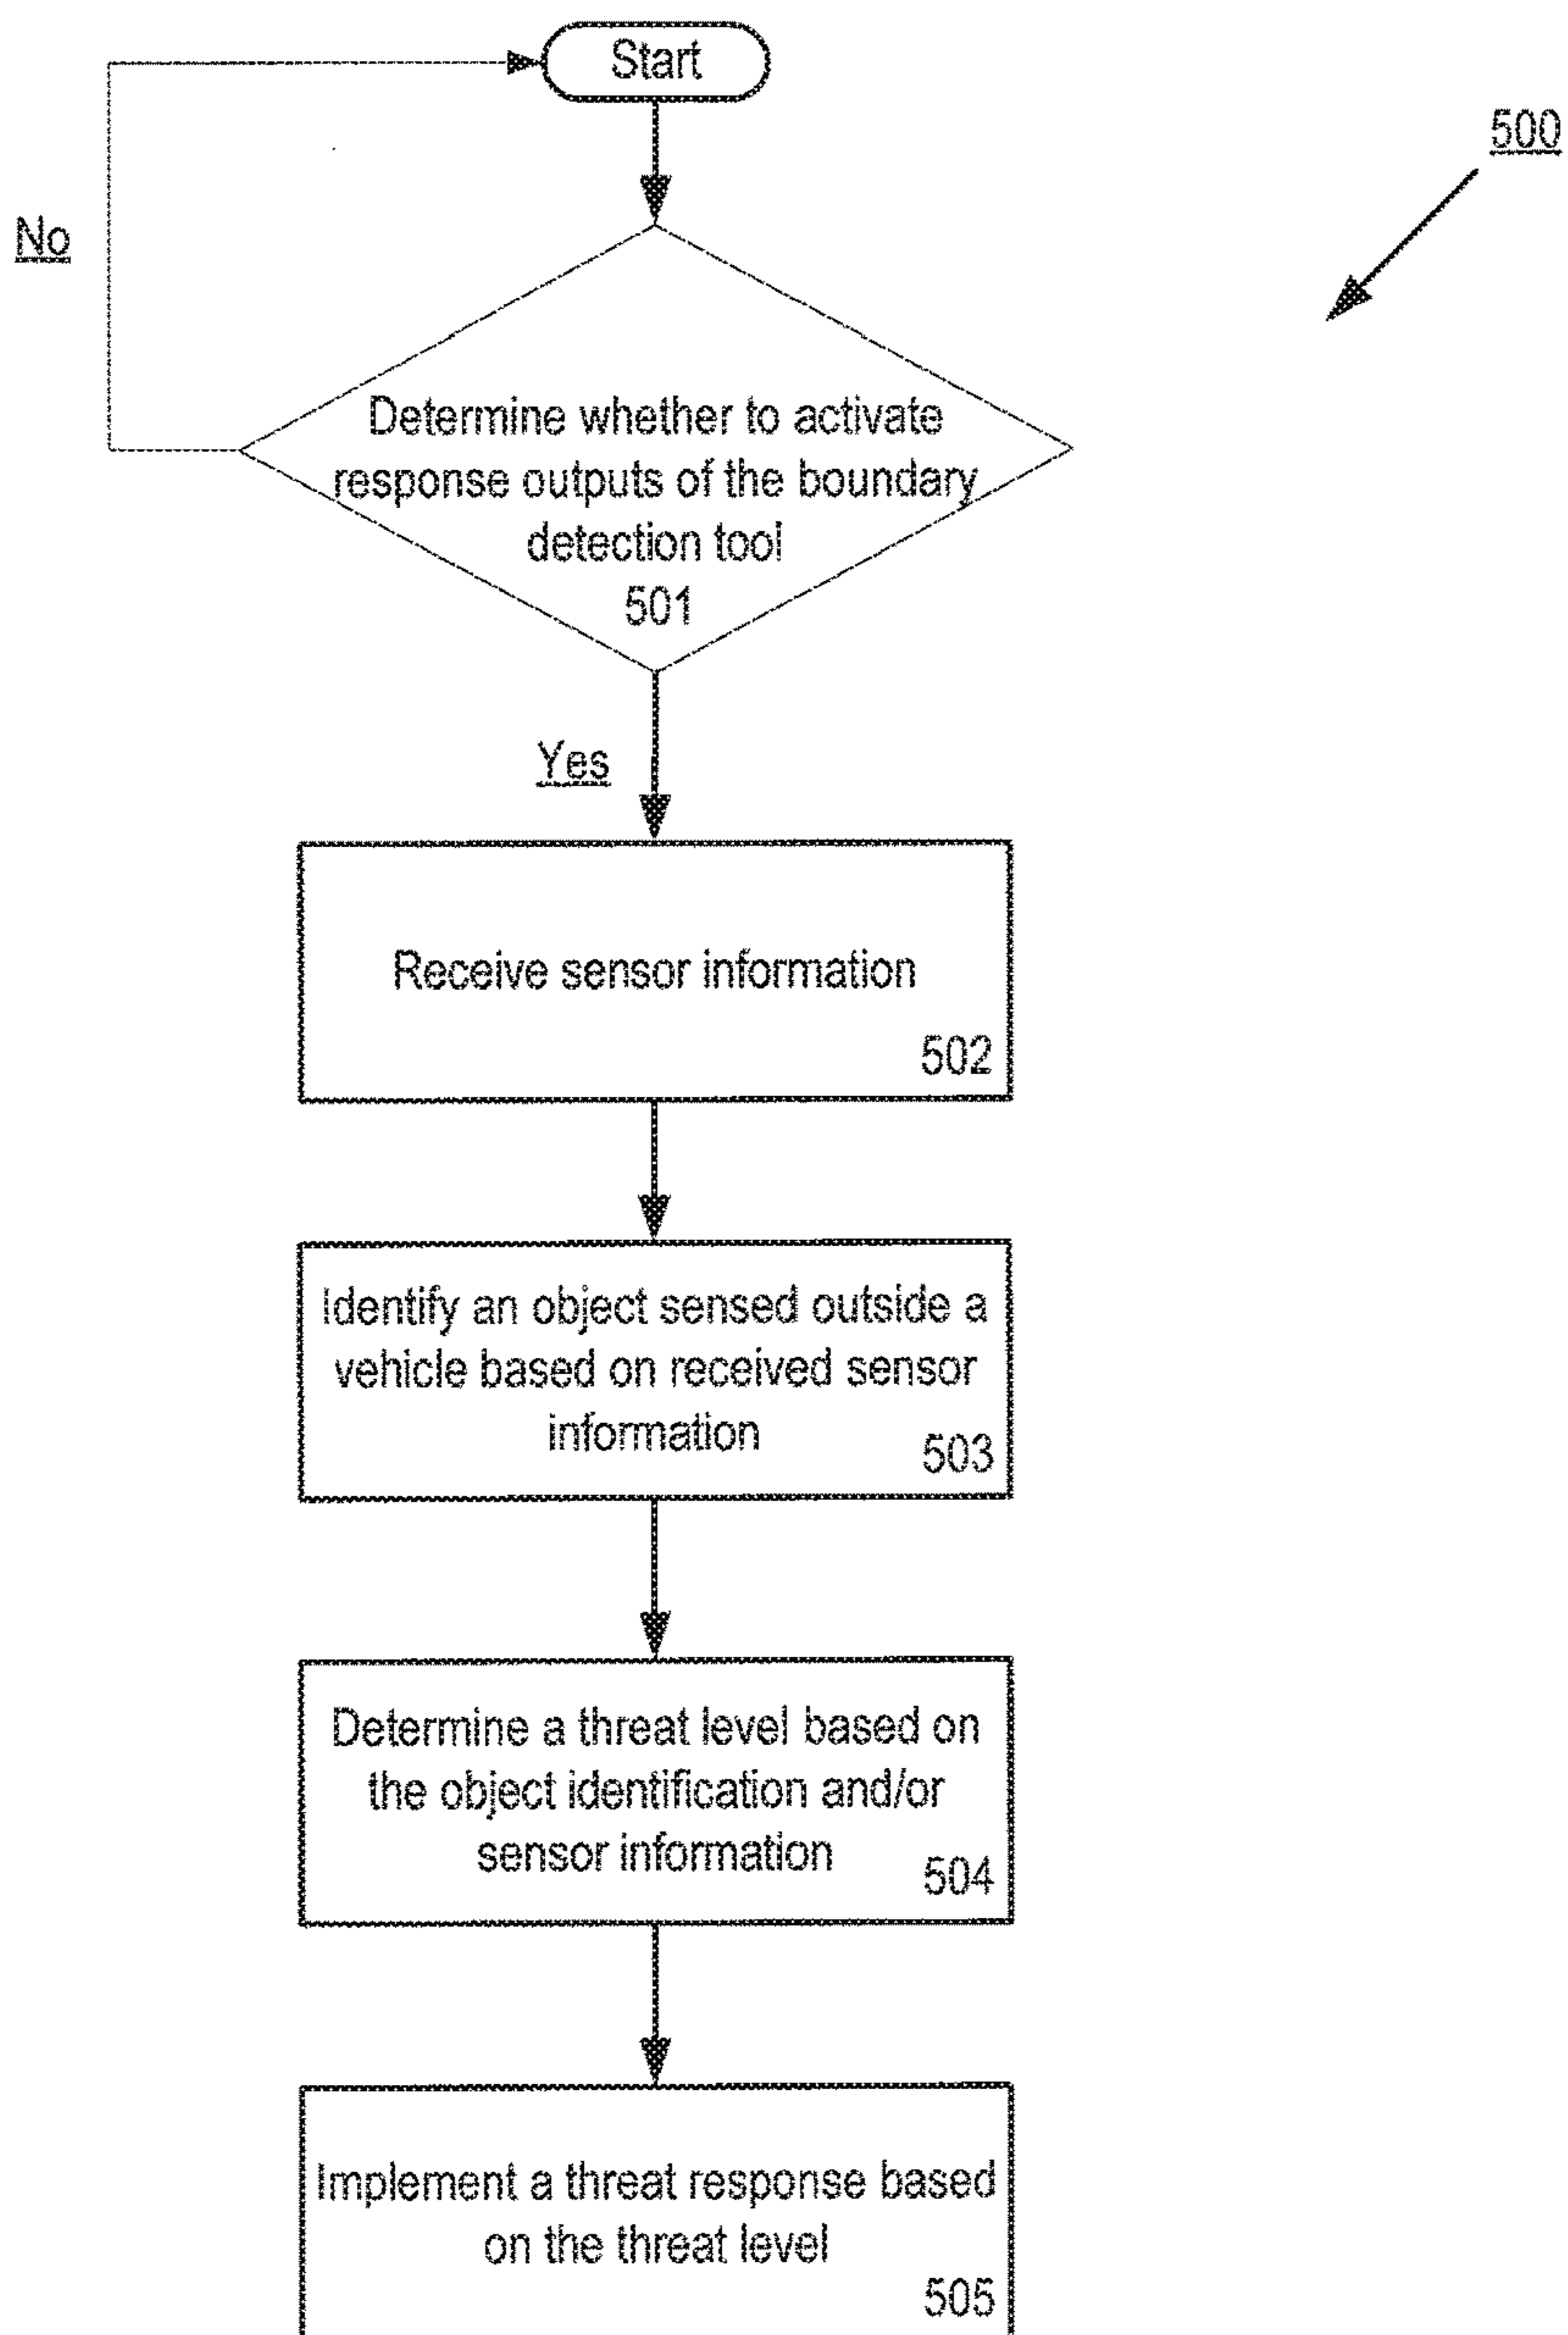 Start
500
No
Determine whether to activate
response outputs of the boundary
detection tool
501
Yes
Receive sensor information
502
Identify an object sensed outside a
vehicle based on received sensor
information
503
Determine a threat level based on
the object identification and/or
sensor information
504
Implement a threat response based
on the threat level
505